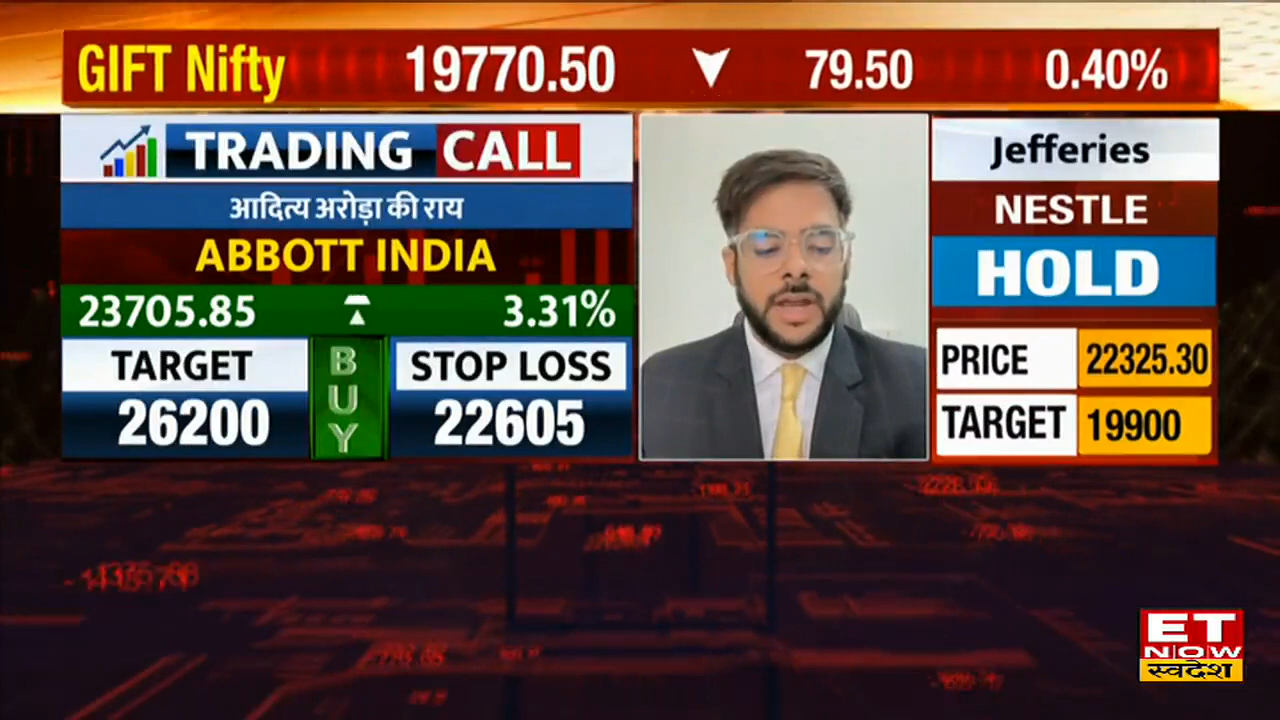 GIFT Nifty 19770.50 79.50 0.40%
TRADING CALL
आदित्य अरोड़ा की राय
ABBOTT INDIA
23705.85 3.31%
TARGET BUY STOP LOSS
26200 22605
Jefferies
NESTLE
HOLD
PRICE 22325.30
TARGET 19900
ET
NOW
स्वदेश